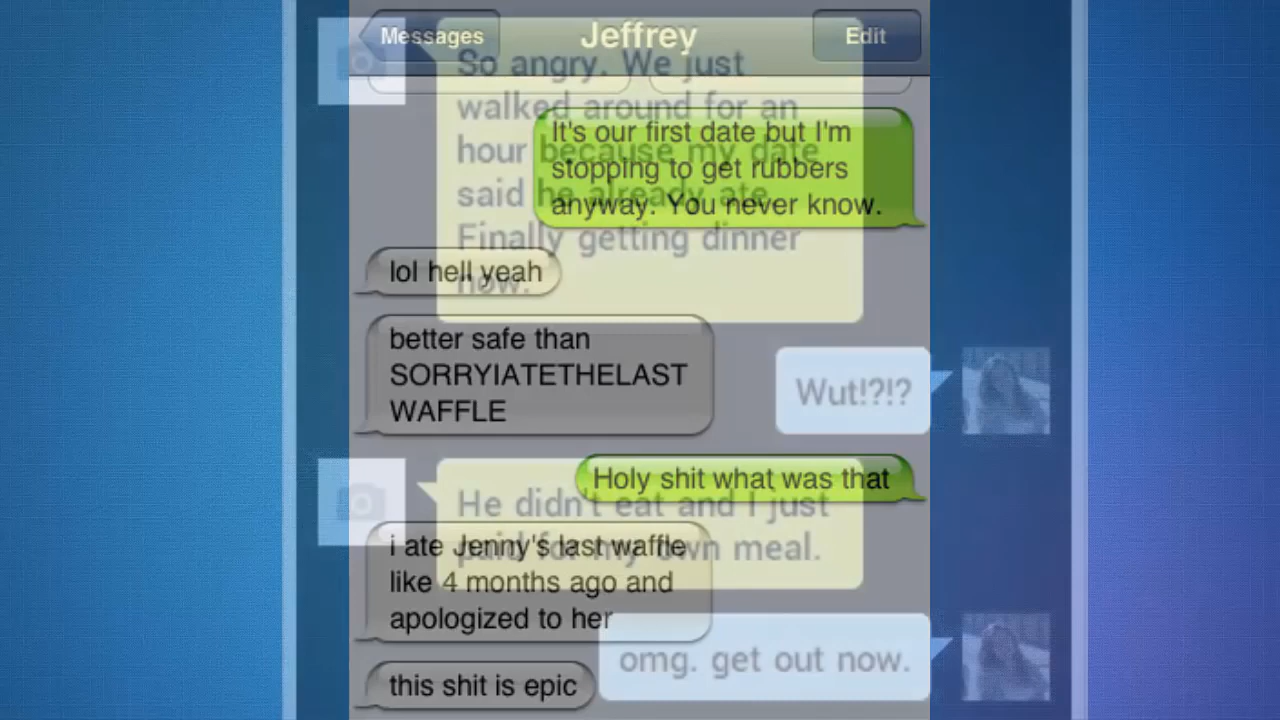 Messages
Jeffrey
Edit
So angry. We just
walked around for an
hour because my date
said he already ate.
Finally getting dinner
now.
It's our first date but I'm
stopping to get rubbers
anyway. You never know.
lol hell yeah
better safe than
SORRYIATETHELAST
WAFFLE
Wut!?!?
Holy shit what was that
He didn't eat and I just
paid for my own meal.
i ate Jenny's last waffle
like 4 months ago and
apologized to her
omg. get out now.
this shit is epic